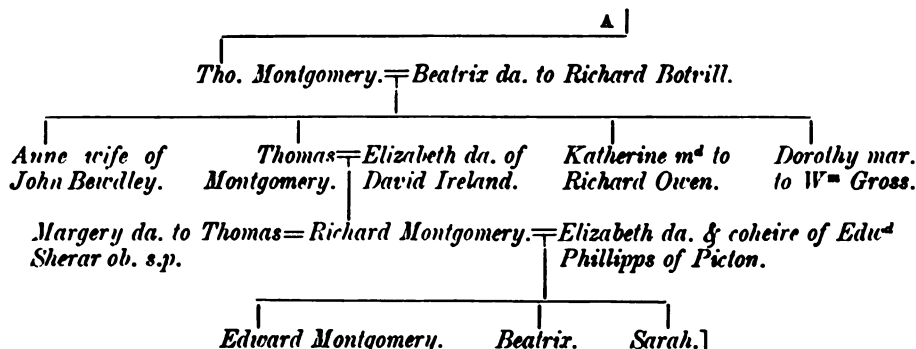 A
Tho. Montgomery.=Beatrix da. to Richard Botrill.
Anne wife of John Bewdley.
Thomas Montgomery.=Elizabeth da. of David Ireland.
Katherine mᵈ to Richard Owen.
Dorothy mar. to Wᵐ Gross.
Margery da. to Thomas Sherar ob. s.p.=Richard Montgomery.=Elizabeth da. & coheire of Eduᵈ Phillipps of Picton.
Edward Montgomery.
Beatrix.
Sarah.]